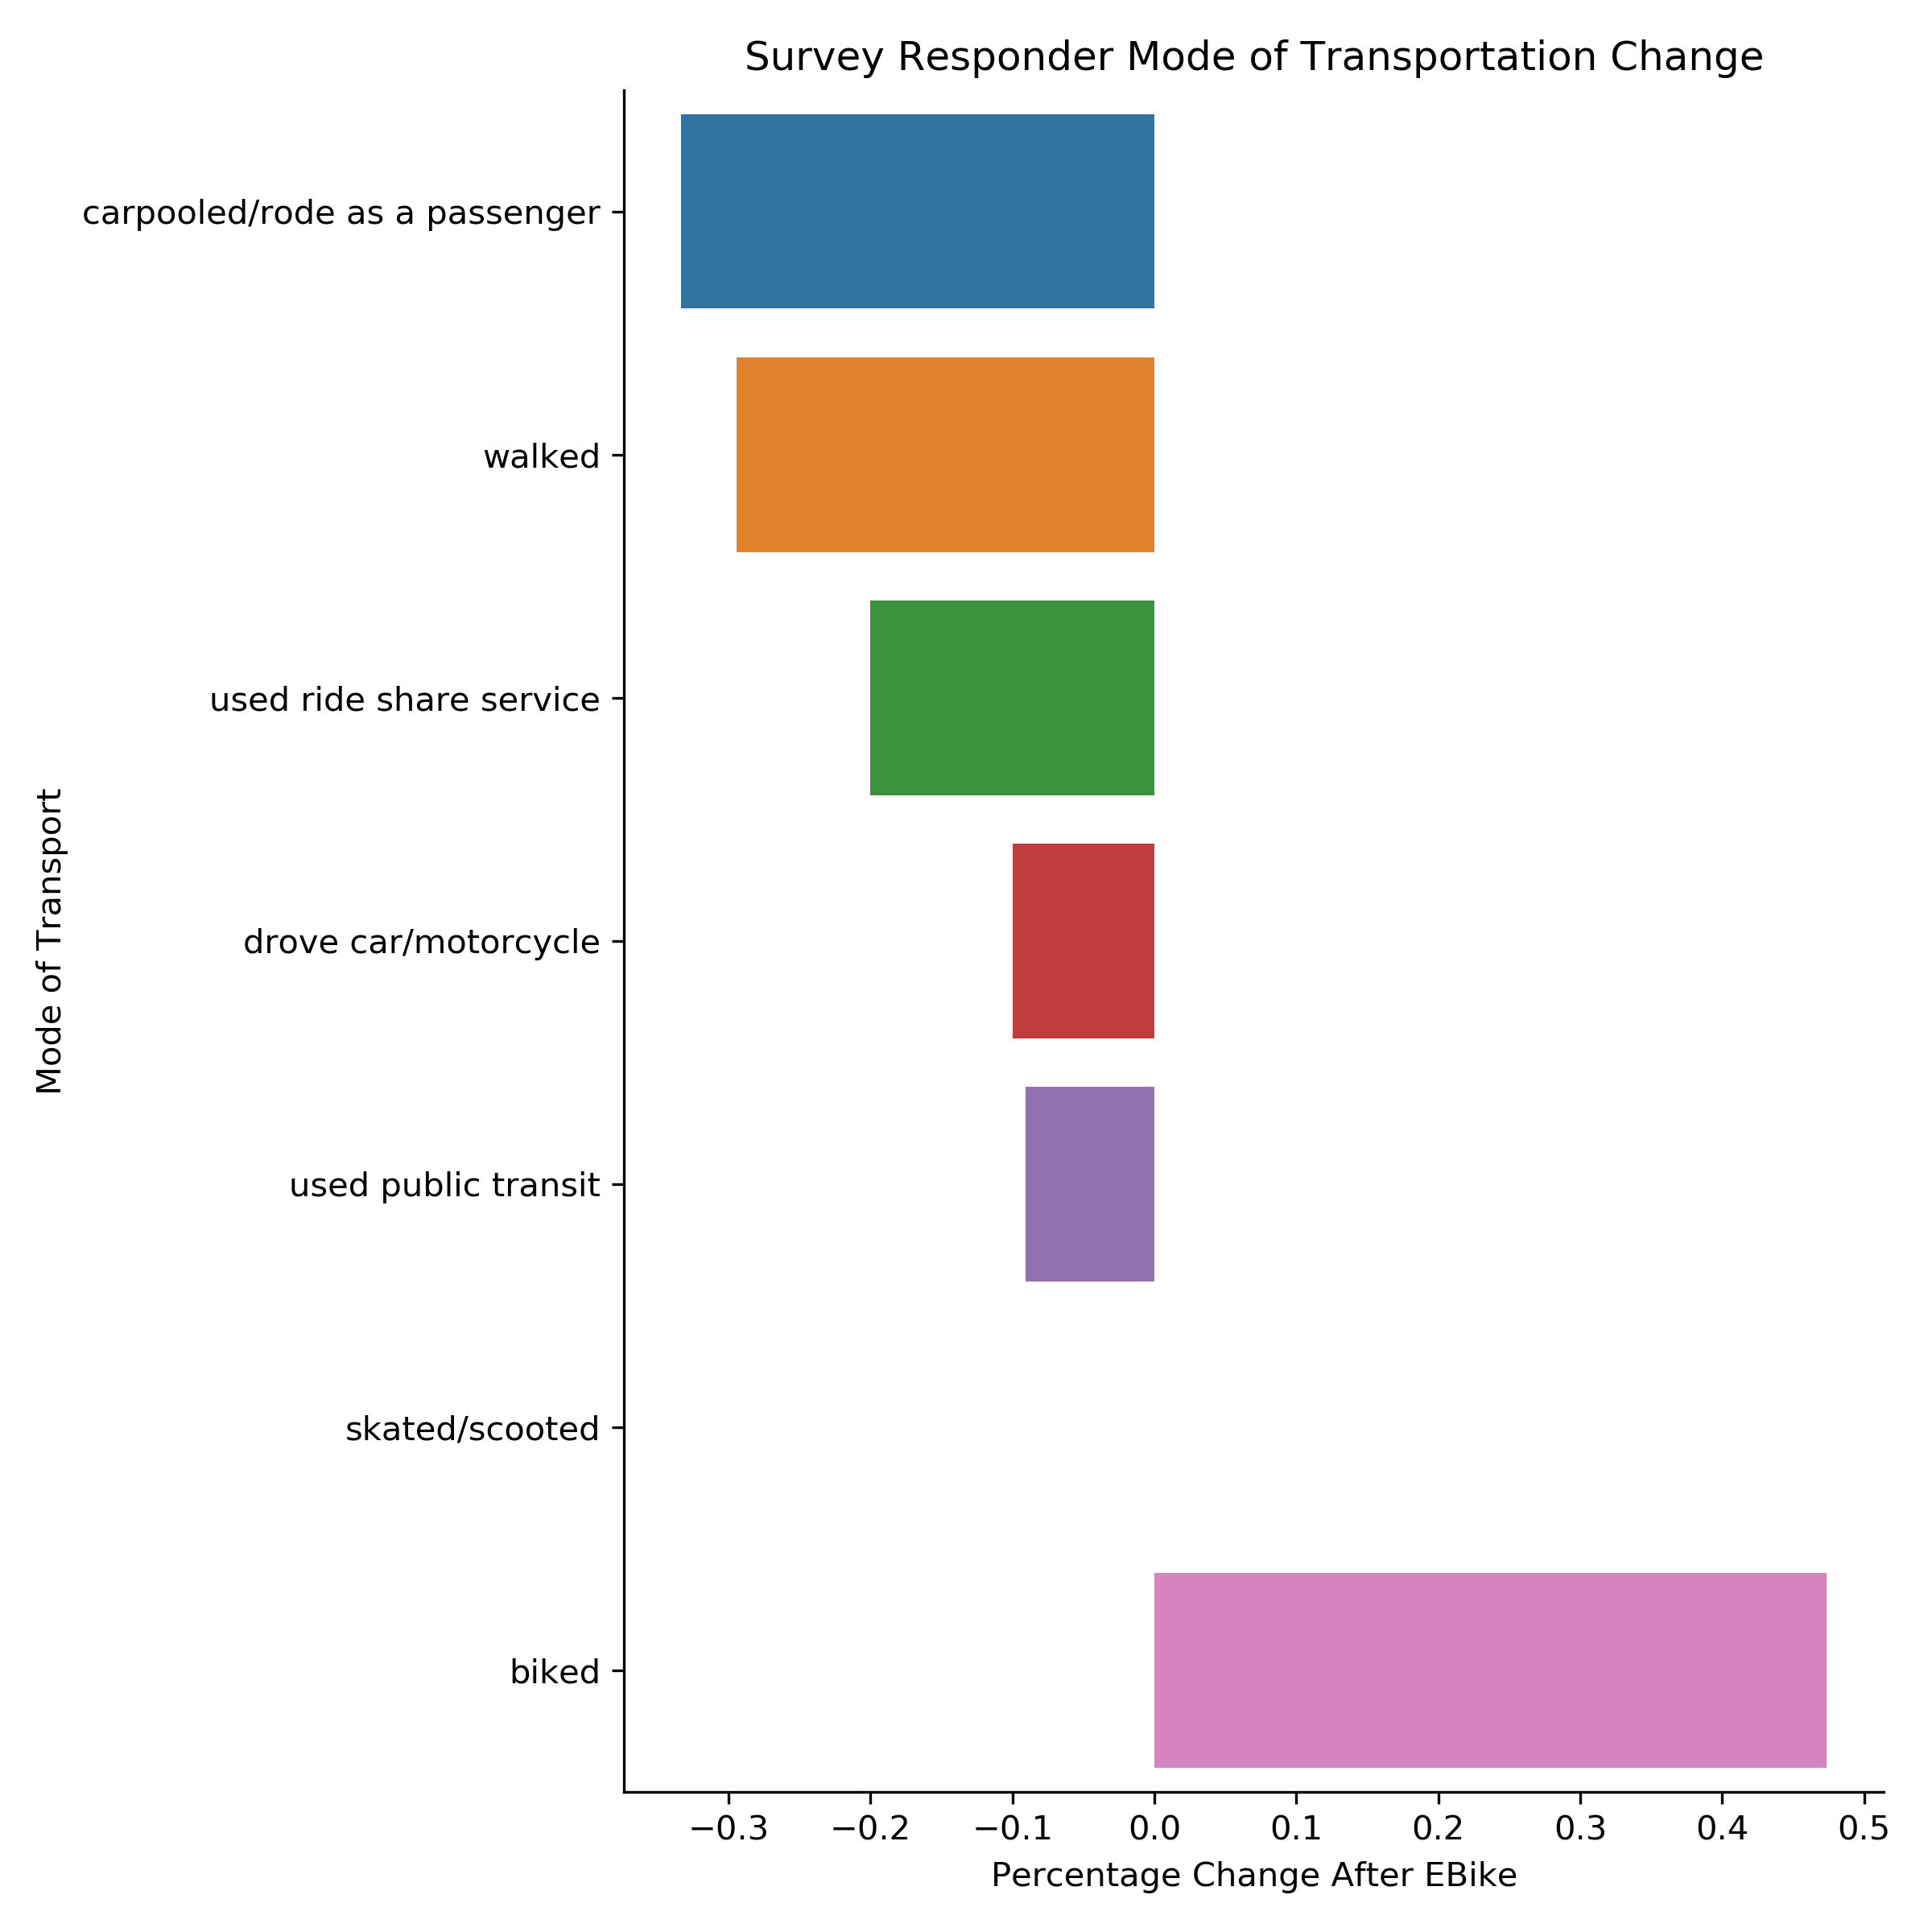 Survey Responder Mode of Transportation Change
carpooled/rode as a passenger
walked
used ride share service
drove car/motorcycle
used public transit
skated/scooted
biked
Mode of Transport
−0.3 −0.2 −0.1 0.0 0.1 0.2 0.3 0.4 0.5
Percentage Change After EBike